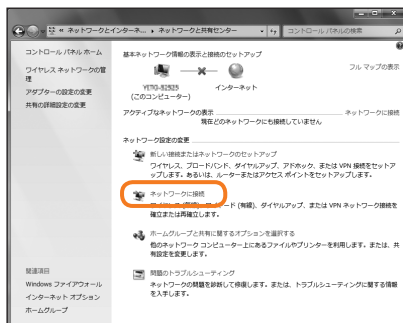 « ネットワークとインターネ... ▸ ネットワークと共有センター
コントロール パネルの検索
コントロール パネル ホーム
ワイヤレス ネットワークの管理
アダプターの設定の変更
共有の詳細設定の変更
基本ネットワーク情報の表示と接続のセットアップ
フル マップの表示
(このコンピューター)
インターネット
アクティブなネットワークの表示
ネットワークに接続
現在どのネットワークにも接続していません
ネットワーク設定の変更
新しい接続またはネットワークのセットアップ
ワイヤレス、ブロードバンド、ダイヤルアップ、アドホック、または VPN 接続をセットア
ップします。あるいは、ルーターまたはアクセス ポイントをセットアップします。
ネットワークに接続
ド (有線)、ダイヤルアップ、または VPN ネットワーク接続を
確立または再確立します。
ホームグループと共有に関するオプションを選択する
他のネットワーク コンピューター上にあるファイルやプリンターを利用します。または、共
有設定を変更します。
問題のトラブルシューティング
ネットワークの問題を診断して修復します。または、トラブルシューティングに関する情報
を入手します。
関連項目
Windows ファイアウォール
インターネット オプション
ホームグループ